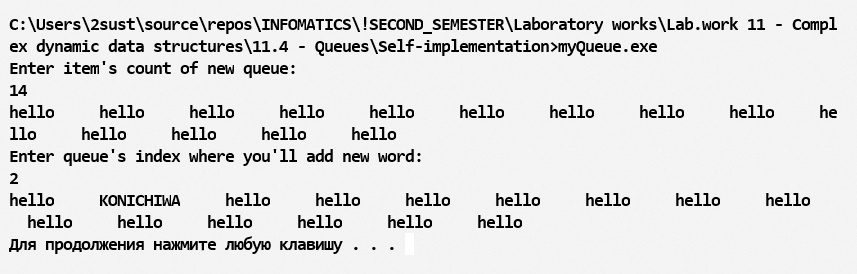 C:\Users\2sust\source\repos\INFOMATICS\!SECOND_SEMESTER\Laboratory works\Lab.work 11 - Compl
ex dynamic data structures\11.4 - Queues\Self-implementation>myQueue.exe
Enter item's count of new queue:
14
hello     hello     hello     hello     hello     hello     hello     hello     hello     he
llo     hello     hello     hello     hello
Enter queue's index where you'll add new word:
2
hello     KONICHIWA     hello     hello     hello     hello     hello     hello     hello
  hello     hello     hello     hello     hello     hello
Для продолжения нажмите любую клавишу . . .